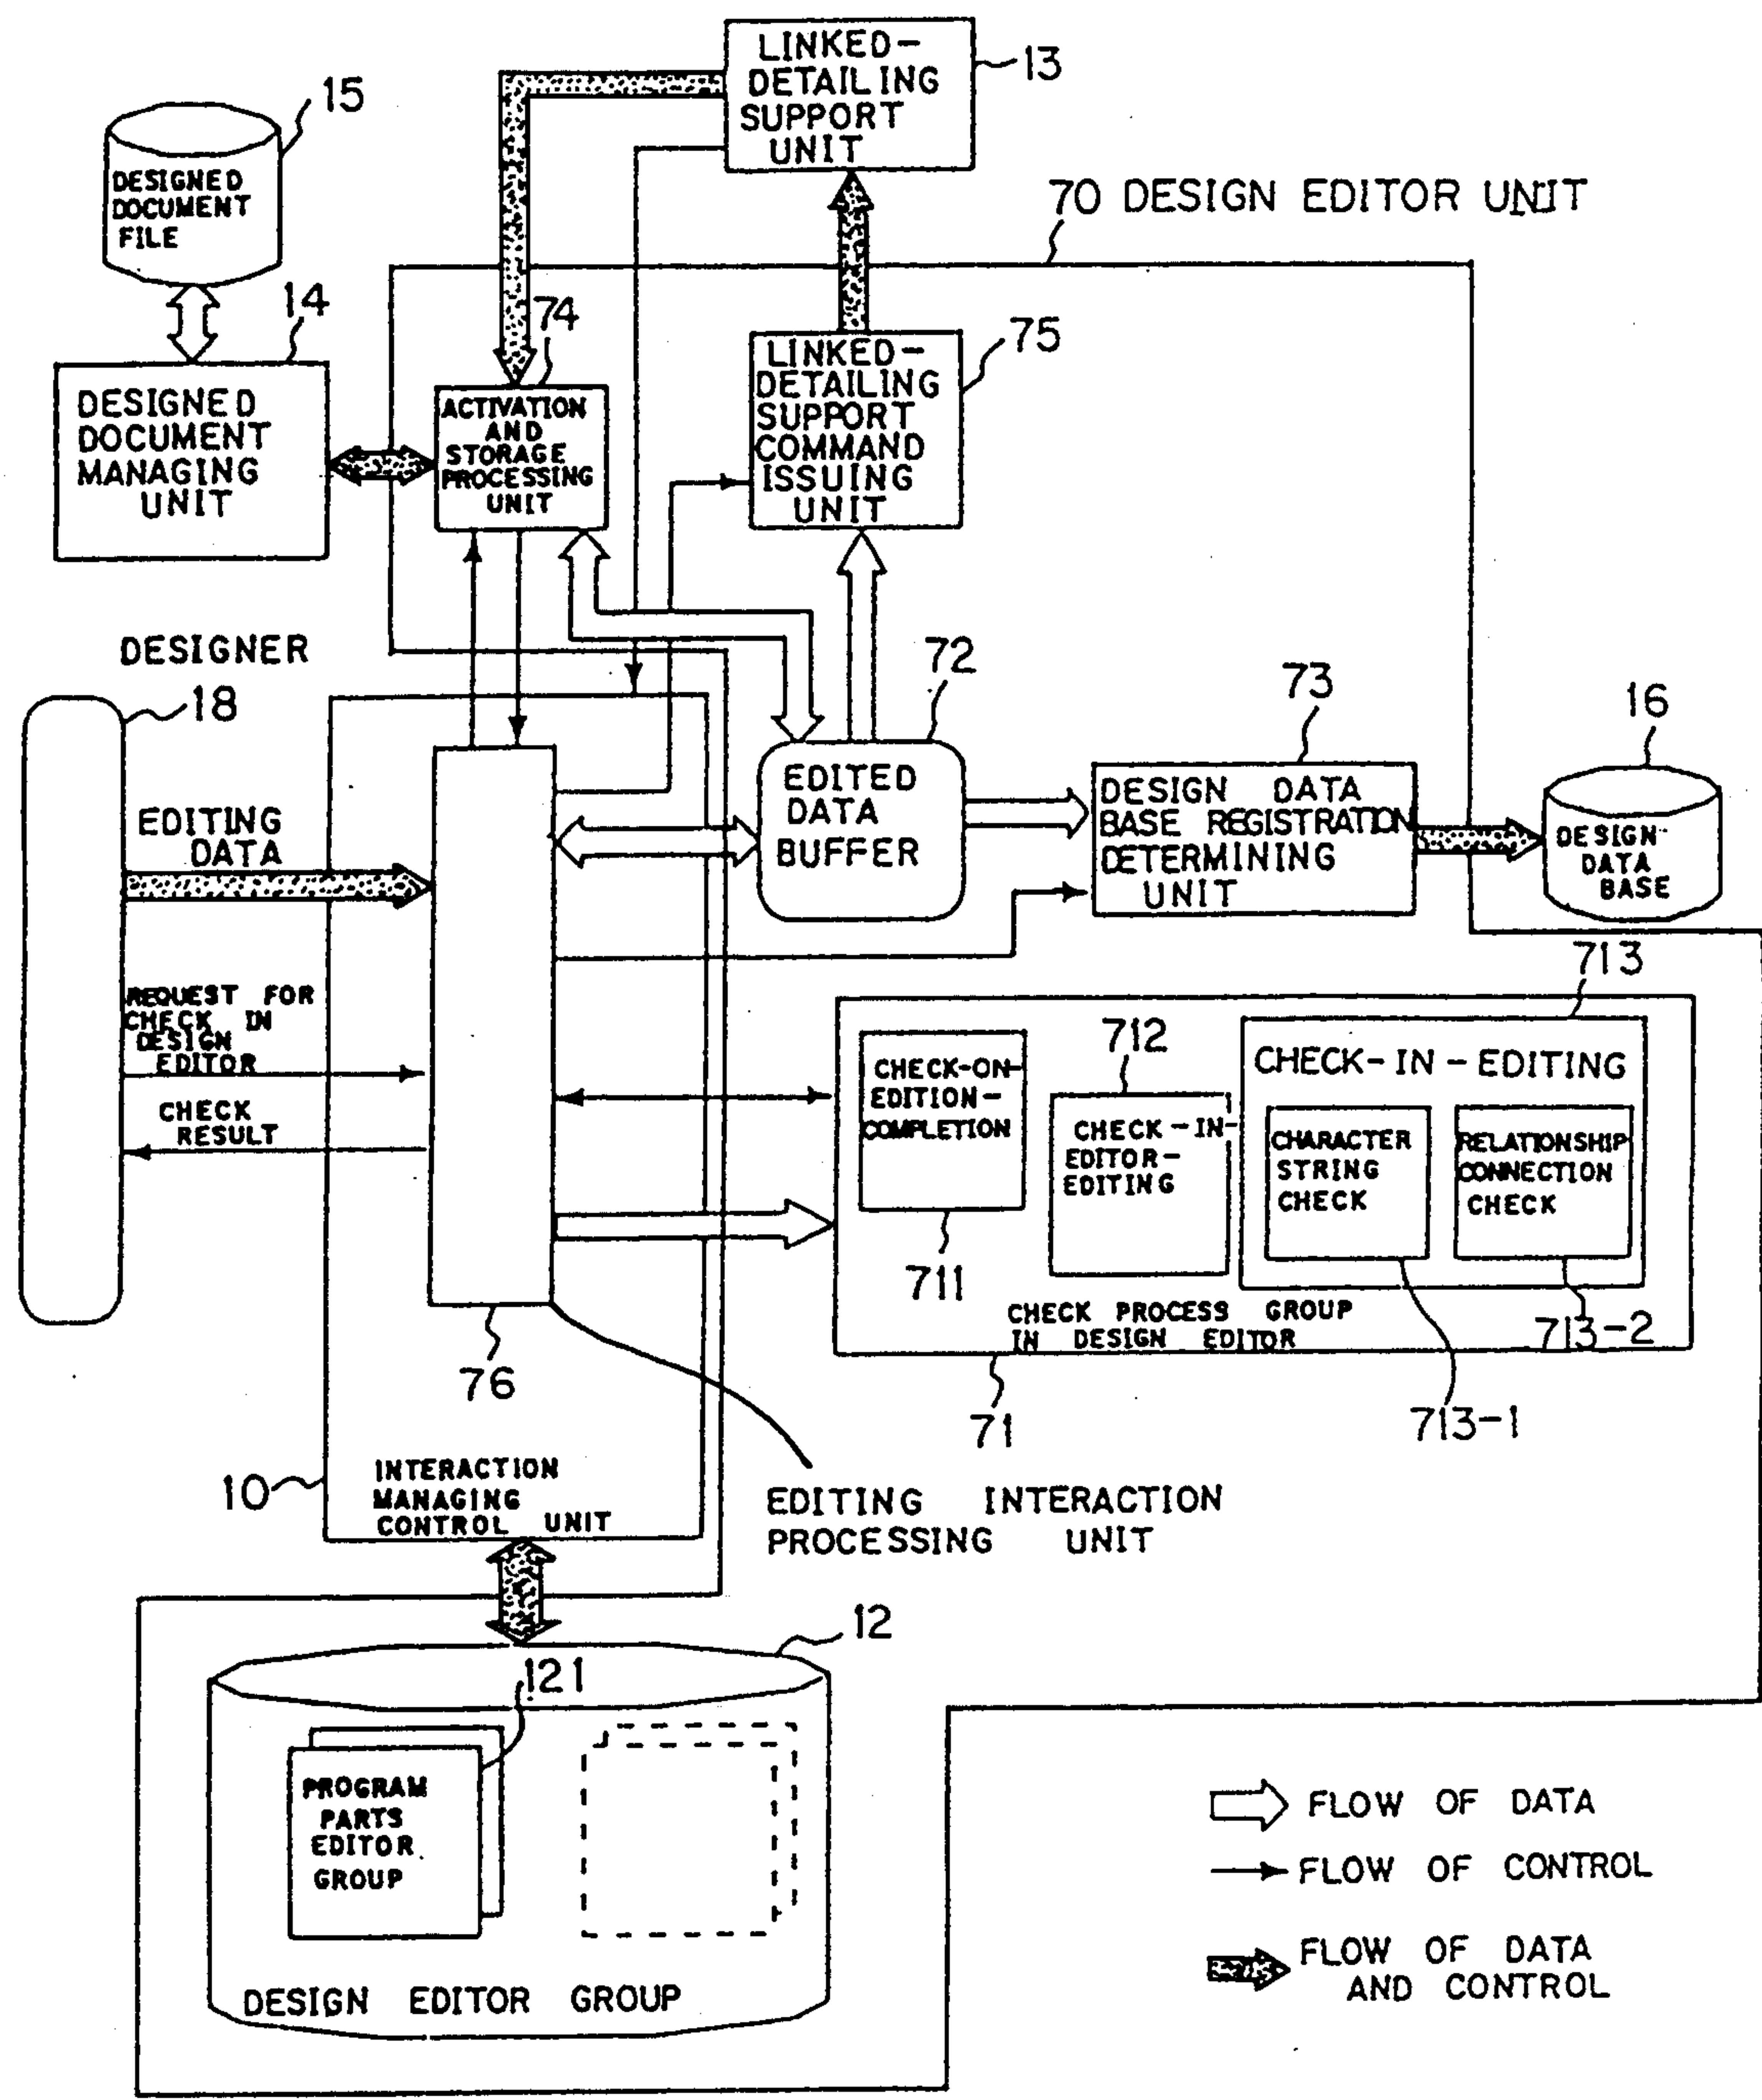 LINKED-
DETAILING
SUPPORT
UNIT
13
15
DESIGNED
DOCUMENT
FILE
70 DESIGN EDITOR UNIT
14
DESIGNED
DOCUMENT
MANAGING
UNIT
74
ACTIVATION
AND
STORAGE
PROCESSING
UNIT
75
LINKED-
DETAILING
SUPPORT
COMMAND
ISSUING
UNIT
DESIGNER
18
72
EDITED
DATA
BUFFER
73
DESIGN DATA
BASE REGISTRATION
DETERMINING
UNIT
16
DESIGN
DATA
BASE
EDITING
DATA
REQUEST FOR
CHECK IN
DESIGN
EDITOR
CHECK
RESULT
713
712
CHECK-ON-
EDITION-
COMPLETION
711
CHECK-IN-
EDITOR-
EDITING
CHECK-IN-EDITING
CHARACTER
STRING
CHECK
RELATIONSHIP
CONNECTION
CHECK
CHECK PROCESS GROUP
IN DESIGN EDITOR
713-2
713-1
71
76
10
INTERACTION
MANAGING
CONTROL UNIT
EDITING INTERACTION
PROCESSING UNIT
12
121
PROGRAM
PARTS
EDITOR
GROUP
DESIGN EDITOR GROUP
FLOW OF DATA
FLOW OF CONTROL
FLOW OF DATA
AND CONTROL